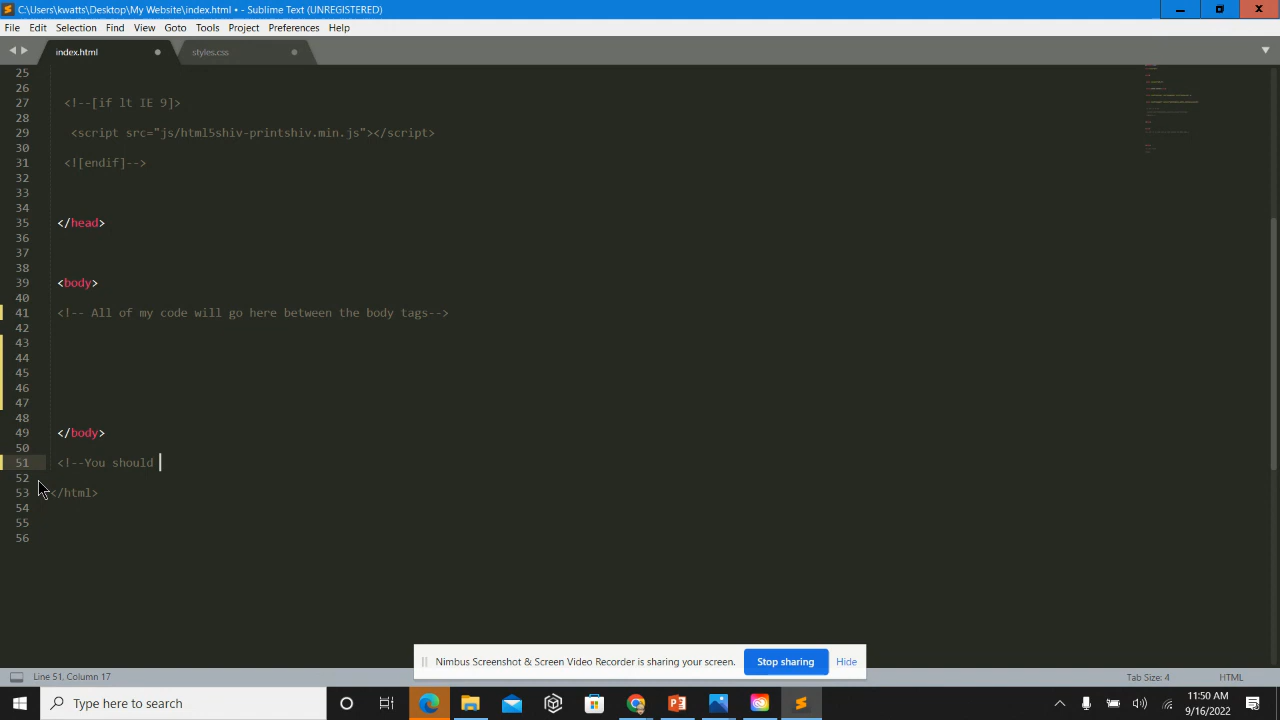 C:\Users\kwatts\Desktop\My Website\index.html • - Sublime Text (UNREGISTERED)
File Edit Selection Find View Goto Tools Project Preferences Help
index.html styles.css
25
26
27 <!--[if lt IE 9]>
28
29 <script src="js/html5shiv-printshiv.min.js"></script>
30
31 <![endif]-->
32
33
34
35 </head>
36
37
38
39 <body>
40
41 <!-- All of my code will go here between the body tags-->
42
43
44
45
46
47
48
49 </body>
50
51 <!--You should
52
53 </html>
54
55
56
Nimbus Screenshot & Screen Video Recorder is sharing your screen. Stop sharing Hide
Line 51, Column 17 Tab Size: 4 HTML
Type here to search 11:50 AM
9/16/2022